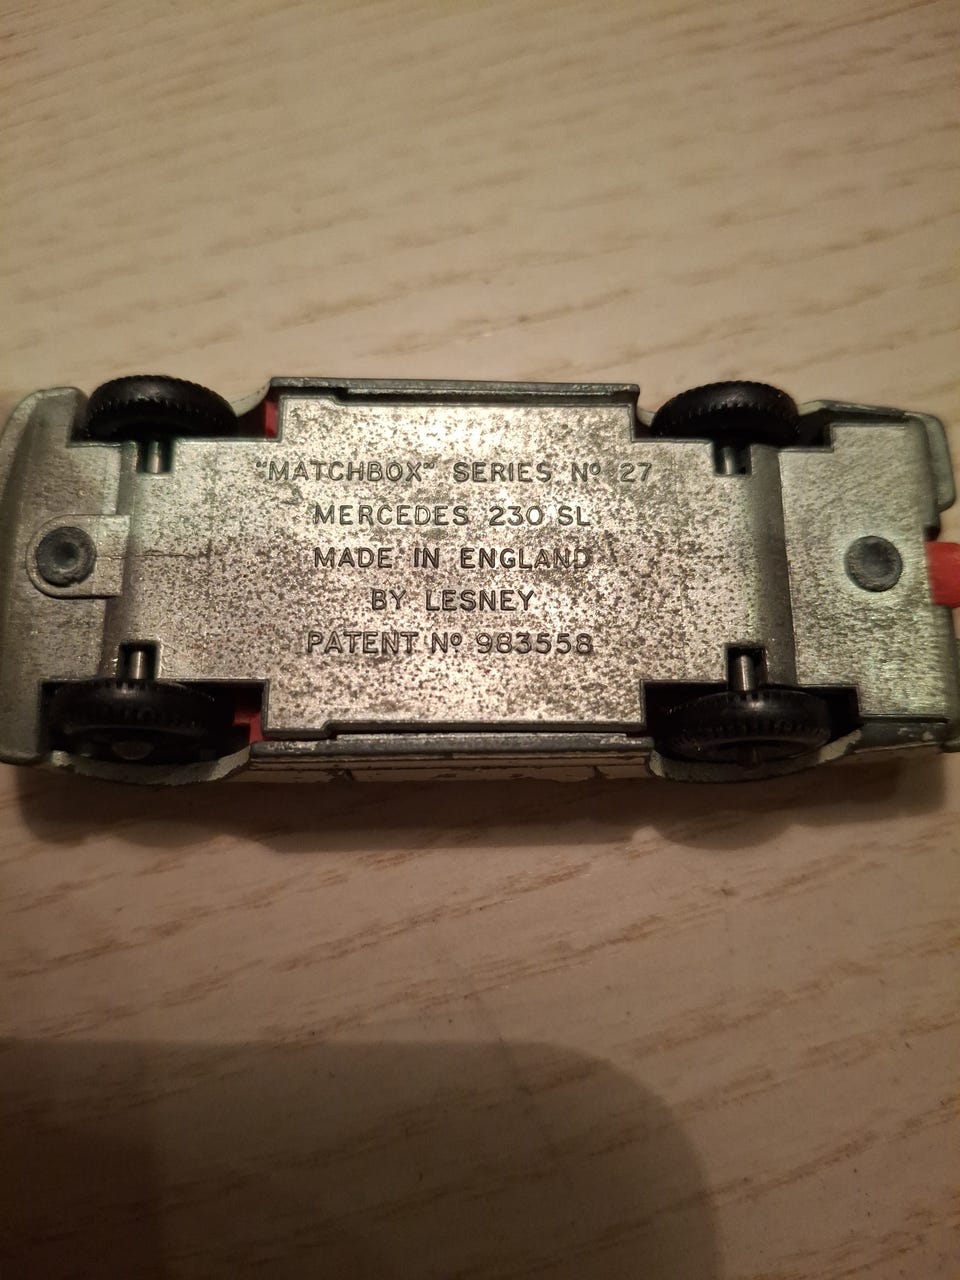 "MATCHBOX" SERIES Nº 27
MERCEDES 230 SL
MADE IN ENGLAND
BY LESNEY
PATENT Nº 983558